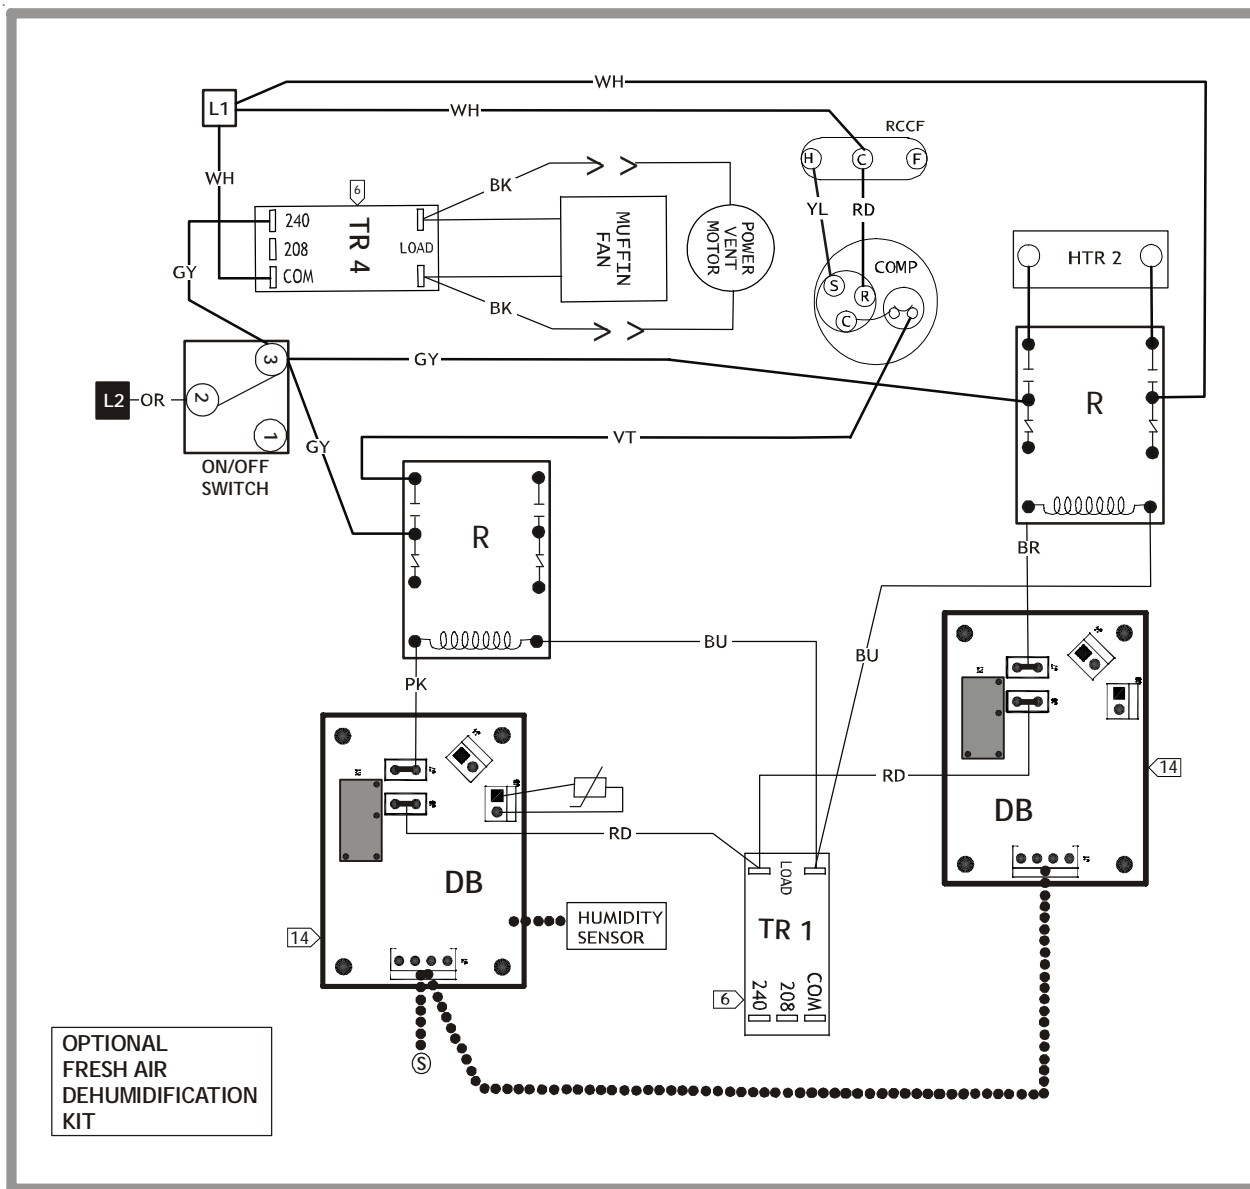 WH
L1
WH
RCCF
H
C
F
WH
6
BK
YL
RD
240
208
COM
TR 4
LOAD
MUFFIN
FAN
POWER
VENT
MOTOR
COMP
S
R
C
HTR 2
GY
BK
3
GY
L2
OR
2
1
R
GY
VT
ON/OFF
SWITCH
R
BR
BU
BU
PK
RD
14
DB
RD
LOAD
DB
TR 1
HUMIDITY
SENSOR
14
6
240
208
COM
S
OPTIONAL
FRESH AIR
DEHUMIDIFICATION
KIT